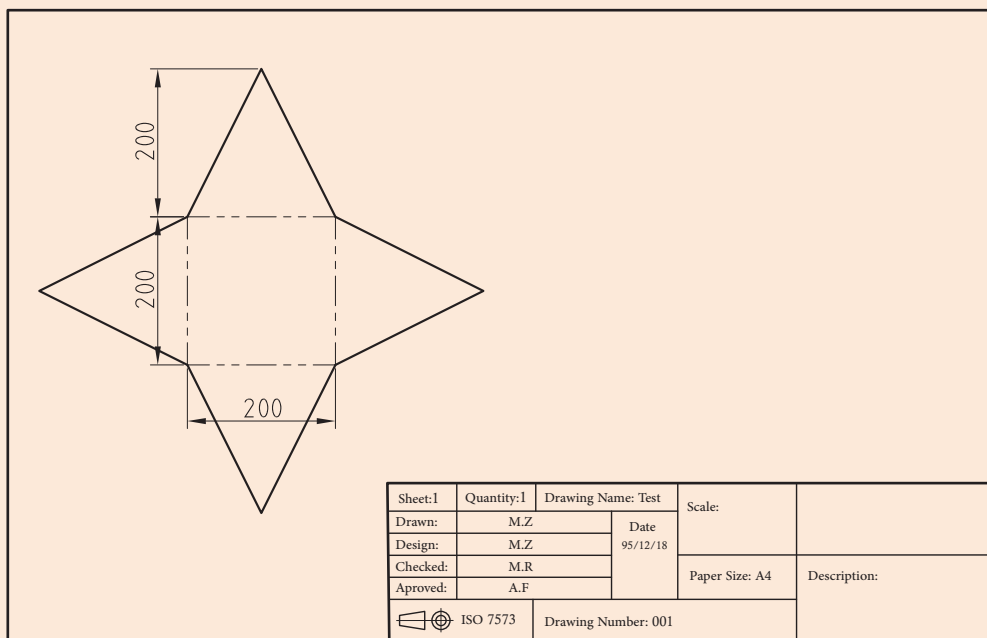 200
200
200
Sheet:1 Quantity:1 Drawing Name: Test Scale:
Drawn: M.Z Date
Design: M.Z 95/12/18
Checked: M.R Paper Size: A4 Description:
Aproved: A.F
ISO 7573 Drawing Number: 001